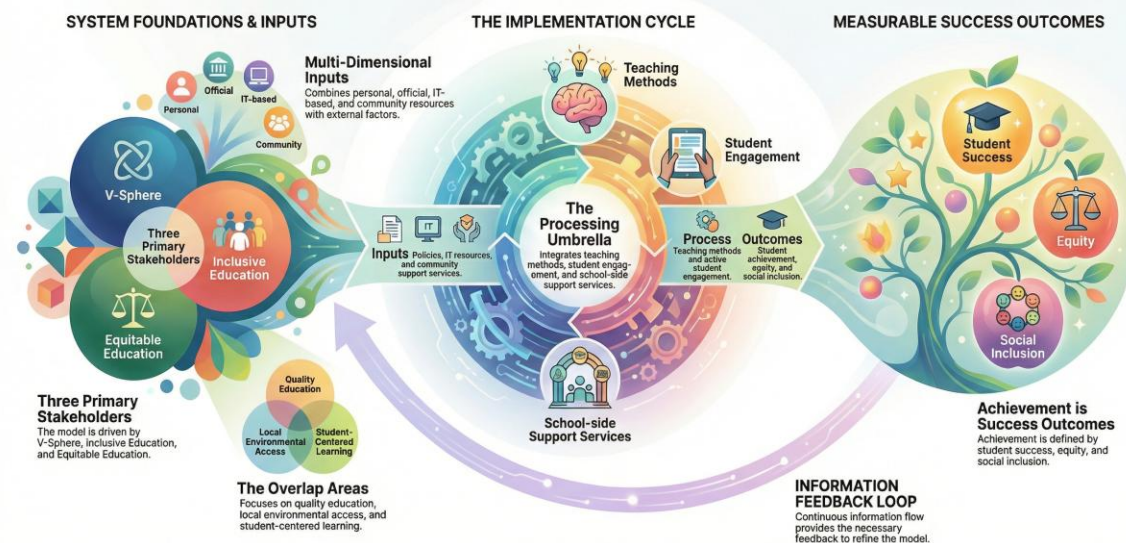 SYSTEM FOUNDATIONS & INPUTS
Personal
Official
IT-based
Community
Multi-Dimensional
Inputs
Combines personal, official, IT-
based, and community resources
with external factors.
V-Sphere
Three
Primary
Stakeholders
Inclusive
Education
Equitable
Education
Three Primary
Stakeholders
The model is driven by
V-Sphere, inclusive Education,
and Equitable Education.
Quality
Education
Local
Environmental
Access
Student-
Centered
Learning
The Overlap Areas
Focuses on quality education,
local environmental access, and
student-centered learning.
THE IMPLEMENTATION CYCLE
Teaching
Methods
Student
Engagement
IT
Inputs Policies, IT resources,
and community
support services.
The
Processing
Umbrella
Integrates teaching
methods, student engag-
ement, and school-side
support services.
Process
Teaching methods
and active
student
engagement.
Outcomes
Student
achievement,
egaity, and
social inclusion.
School-side
Support Services
MEASURABLE SUCCESS OUTCOMES
Student
Success
Equity
Social
Inclusion
Achievement is
Success Outcomes
Achievement is defined by
student success, equity, and
social inclusion.
INFORMATION
FEEDBACK LOOP
Continuous information flow
provides the necessary
feedback to refine the model.